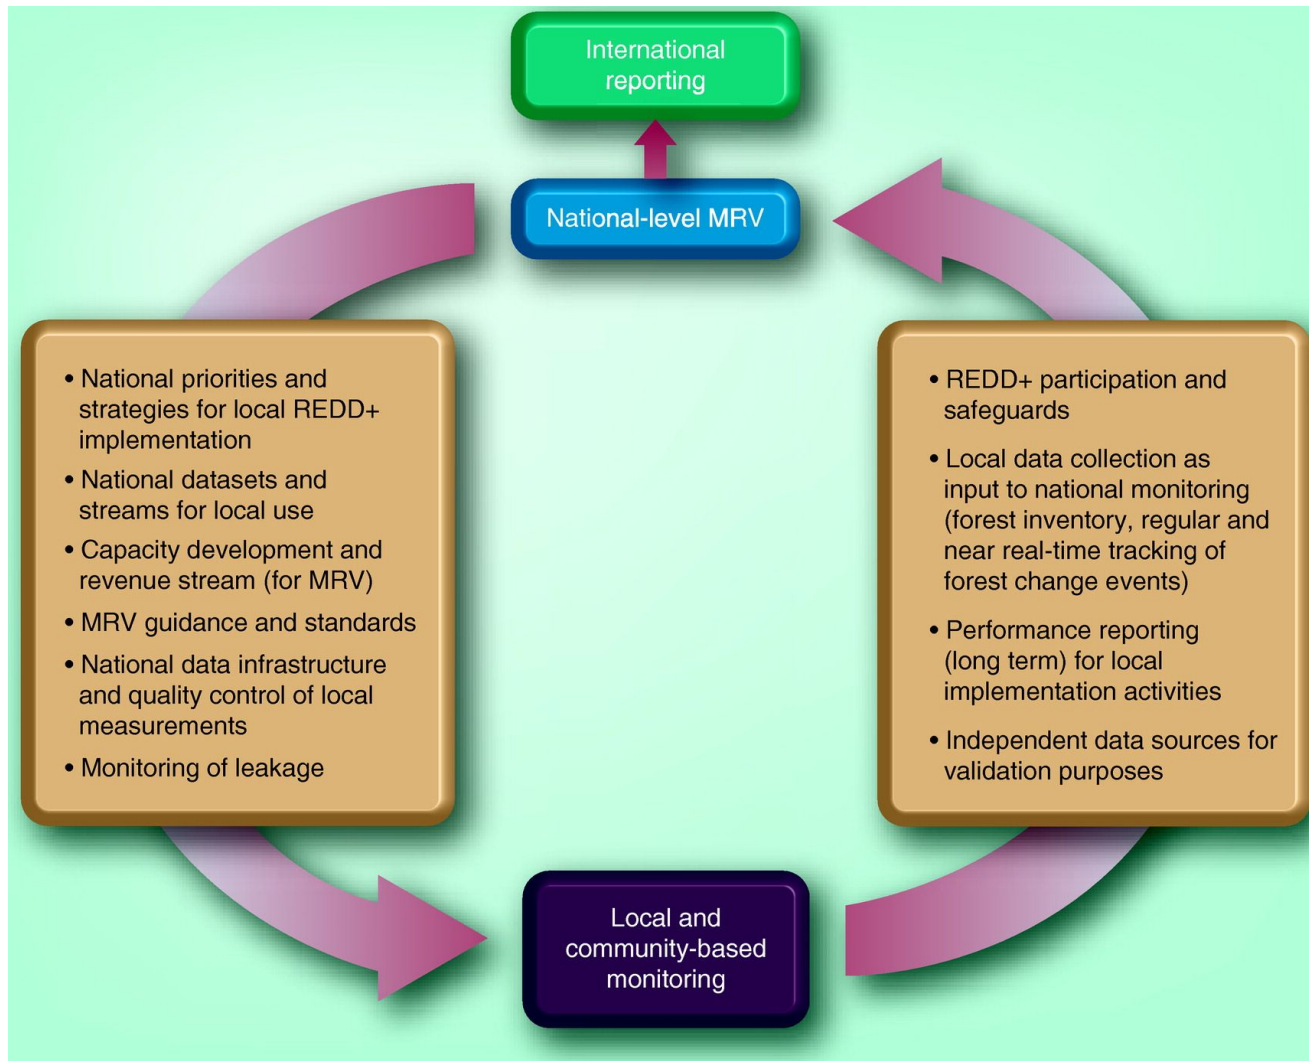 International
reporting
National-level MRV
• National priorities and
strategies for local REDD+
implementation
• National datasets and
streams for local use
• Capacity development and
revenue stream (for MRV)
• MRV guidance and standards
• National data infrastructure
and quality control of local
measurements
• Monitoring of leakage
• REDD+ participation and
safeguards
• Local data collection as
input to national monitoring
(forest inventory, regular and
near real-time tracking of
forest change events)
• Performance reporting
(long term) for local
implementation activities
• Independent data sources for
validation purposes
Local and
community-based
monitoring